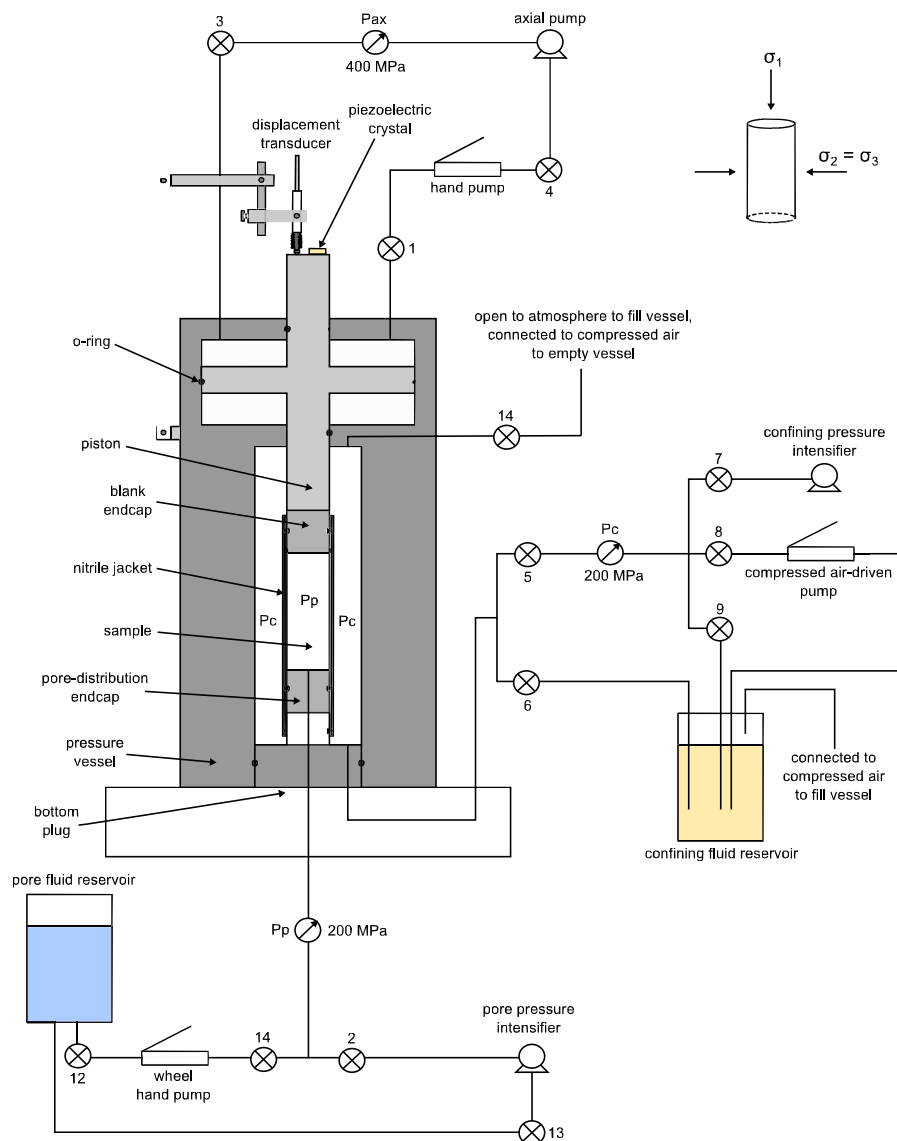 3
Pax
axial pump
400 MPa
σ1
σ2 = σ3
piezoelectric
crystal
displacement
transducer
hand pump
4
1
open to atmosphere to fill vessel,
connected to compressed air
to empty vessel
o-ring
14
piston
7
confining pressure
intensifier
blank
endcap
5
Pc
200 MPa
8
compressed air-driven
pump
nitrile jacket
Pp
Pc
Pc
sample
9
pore-distribution
endcap
6
pressure
vessel
connected to
compressed air
to fill vessel
bottom
plug
confining fluid reservoir
pore fluid reservoir
Pp
200 MPa
pore pressure
intensifier
12
wheel
hand pump
14
2
13